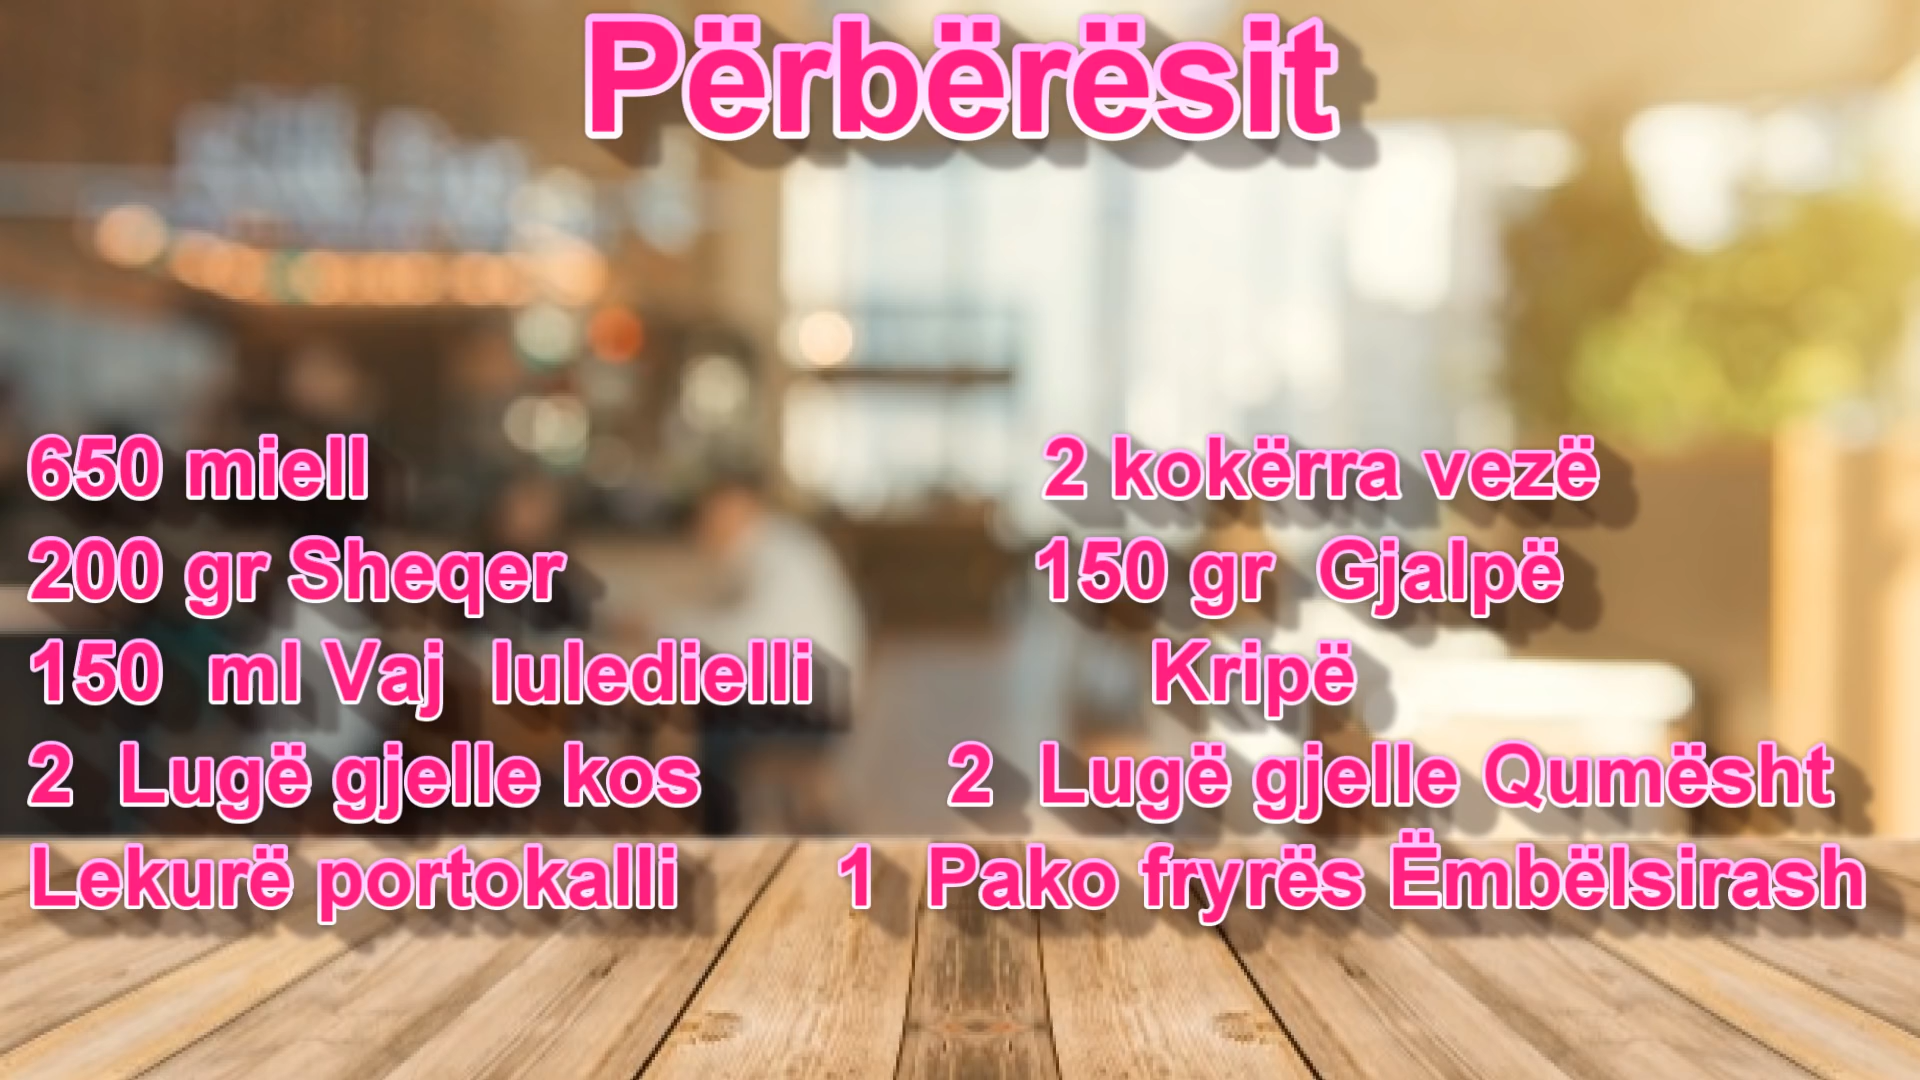 Përbërësit
650 miell
2 kokërra vezë
200 gr Sheqer
150 gr Gjalpë
150 ml Vaj luledielli
Kripë
2 Lugë gjelle kos
2 Lugë gjelle Qumësht
Lekurë portokalli
1 Pako fryrës Ëmbëlsirash